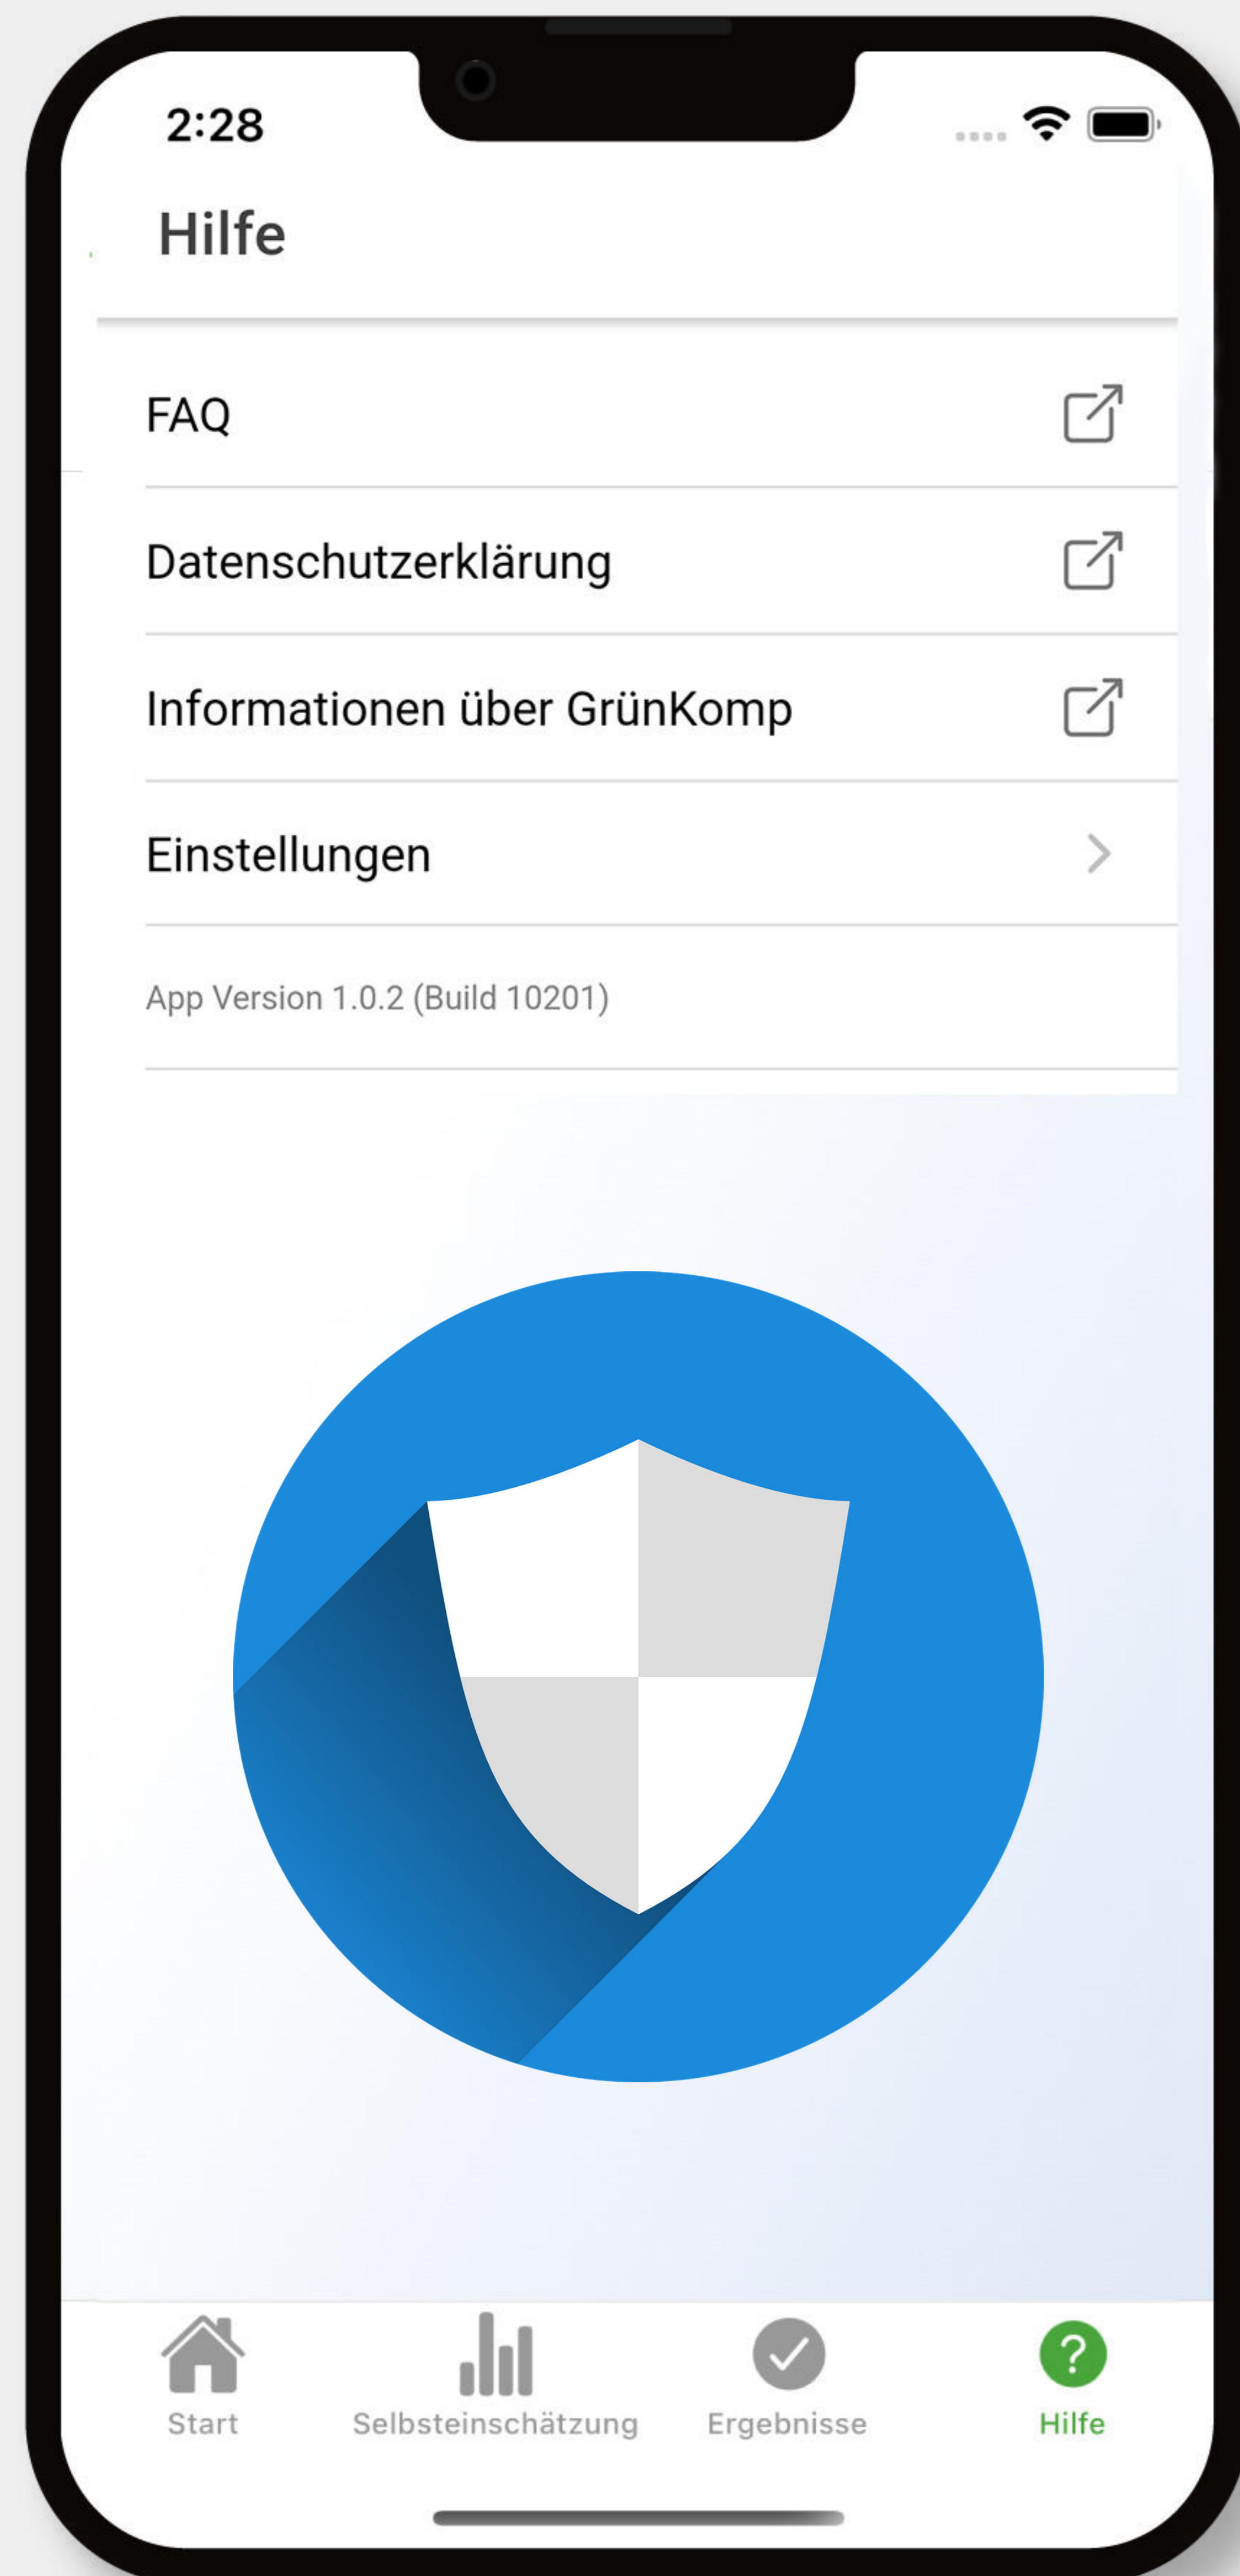 2:28
Hilfe
FAQ
Datenschutzerklärung
Informationen über GrünKomp
Einstellungen
App Version 1.0.2 (Build 10201)
Start
Selbsteinschätzung
Ergebnisse
Hilfe